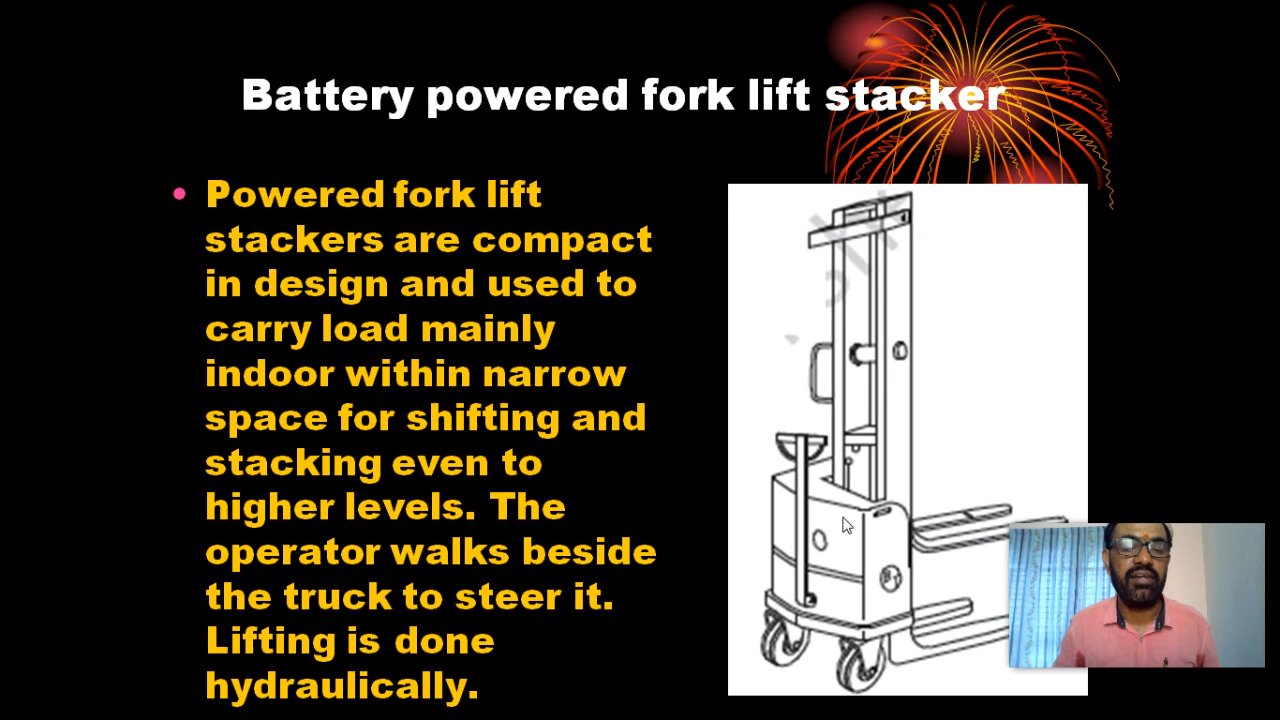 Battery powered fork lift stacker
• Powered fork lift
stackers are compact
in design and used to
carry load mainly
indoor within narrow
space for shifting and
stacking even to
higher levels. The
operator walks beside
the truck to steer it.
Lifting is done
hydraulically.